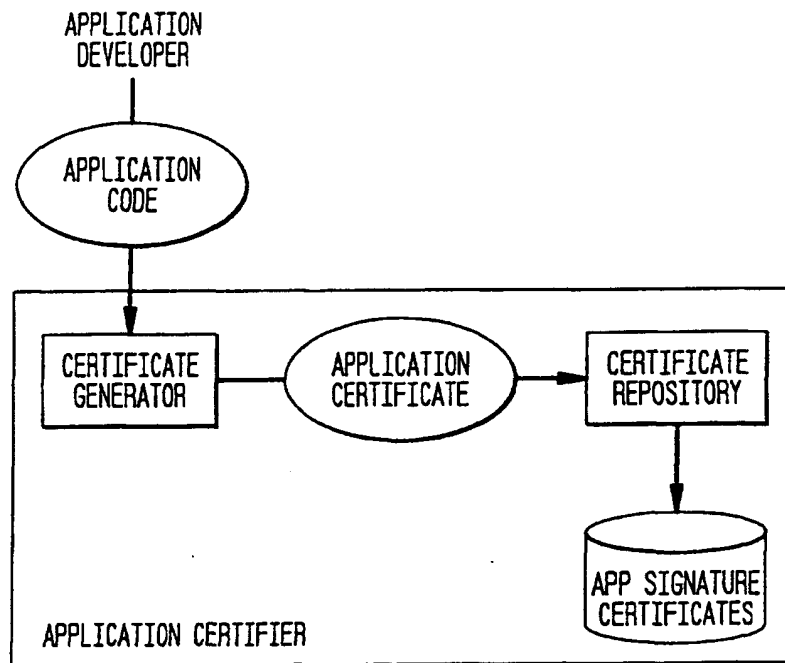 APPLICATION
DEVELOPER
APPLICATION
CODE
CERTIFICATE
GENERATOR
APPLICATION
CERTIFICATE
CERTIFICATE
REPOSITORY
APP SIGNATURE
CERTIFICATES
APPLICATION CERTIFIER